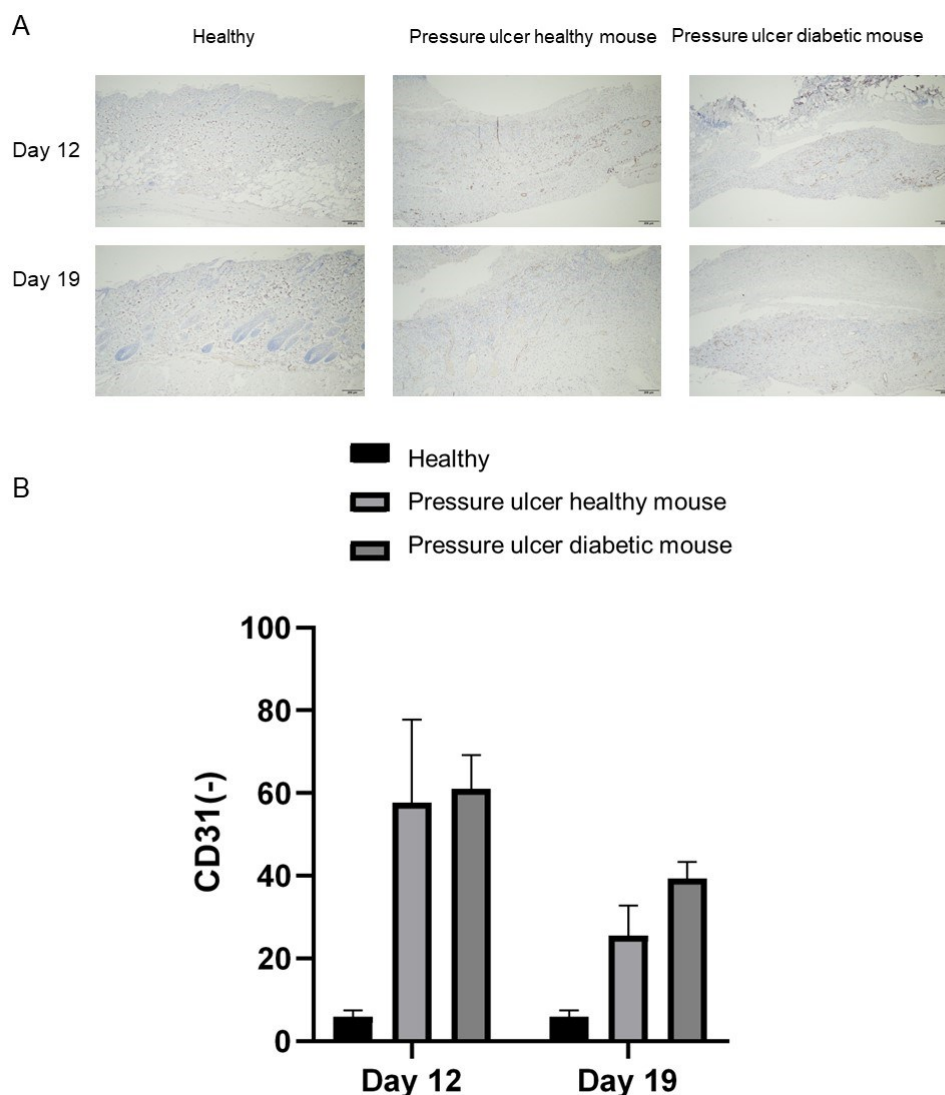 A
Healthy
Pressure ulcer healthy mouse
Pressure ulcer diabetic mouse
Day 12
Day 19
B
Healthy
Pressure ulcer healthy mouse
Pressure ulcer diabetic mouse
CD31(-)
100
80
60
40
20
0
Day 12
Day 19